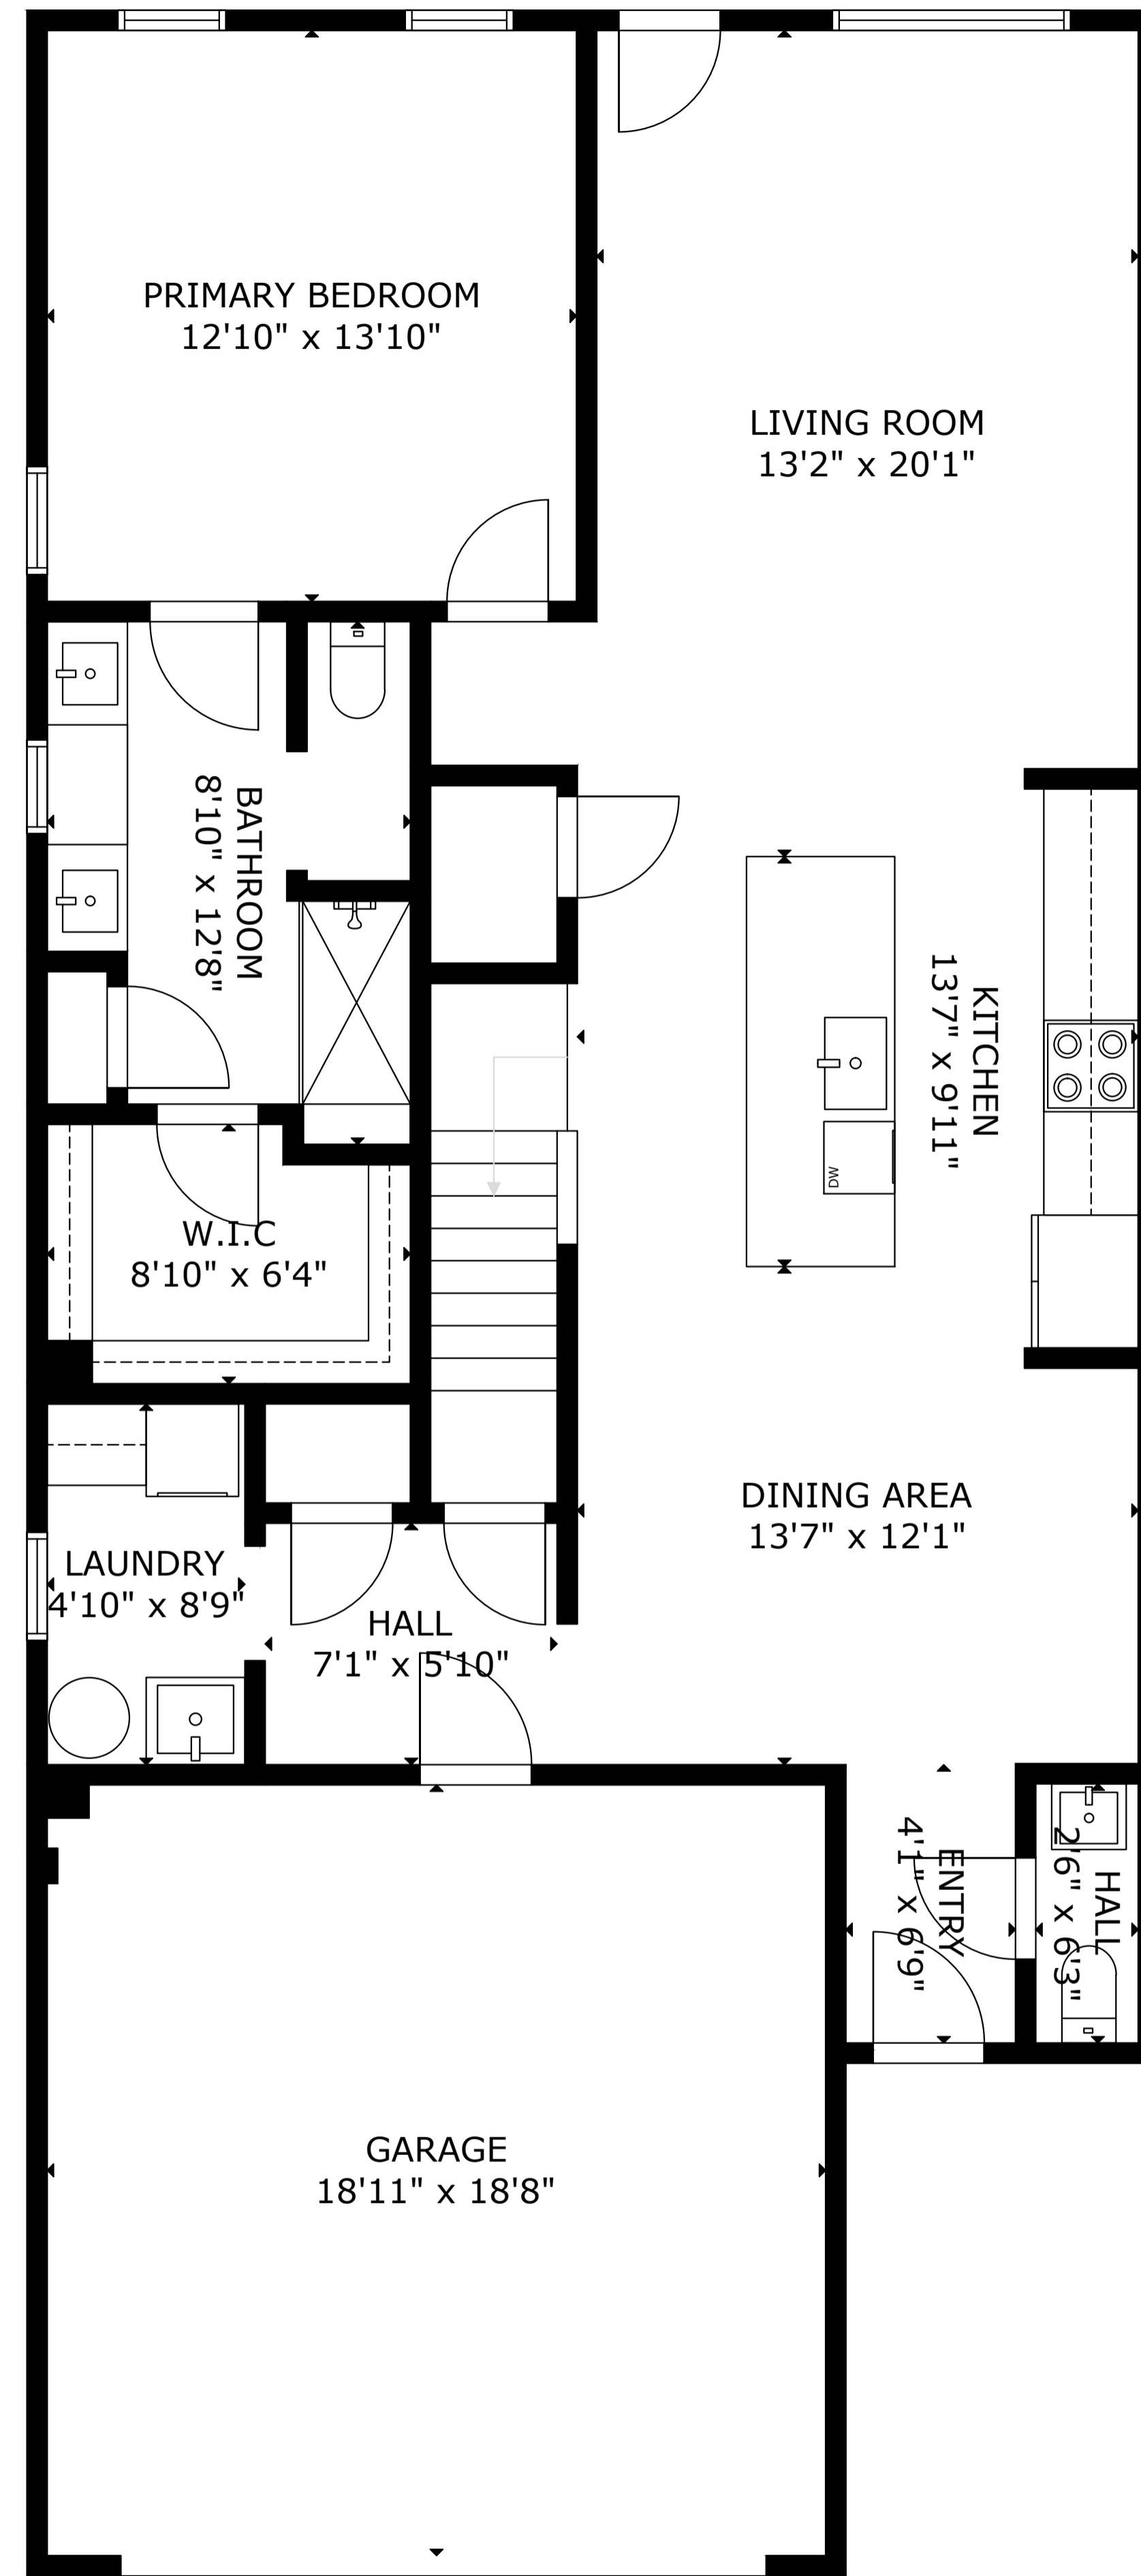 PRIMARY BEDROOM
12'10" x 13'10"
LIVING ROOM
13'2" x 20'1"
BATHROOM
8'10" x 12'8"
KITCHEN
13'7" x 9'11"
DW
W.I.C
8'10" x 6'4"
DINING AREA
13'7" x 12'1"
LAUNDRY
4'10" x 8'9"
HALL
7'1" x 5'10"
ENTRY
4'1" x 6'9"
HALL
2'6" x 6'3"
GARAGE
18'11" x 18'8"